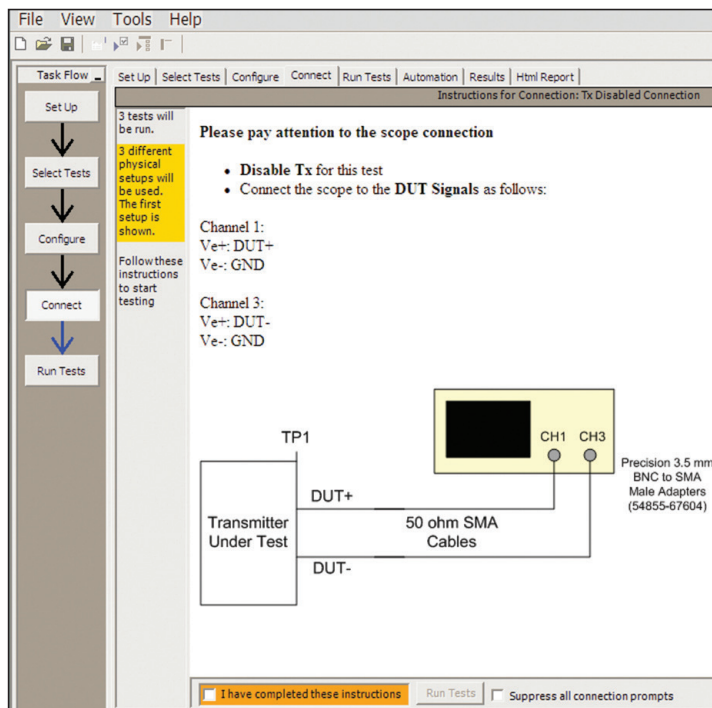 File View Tools Help
Task Flow
Set Up
Select Tests
Configure
Connect
Run Tests
Set Up Select Tests Configure Connect Run Tests Automation Results Html Report
Instructions for Connection: Tx Disabled Connection
3 tests will
be run.
3 different
physical
setups will
be used.
The first
setup is
shown.
Follow these
instructions
to start
testing
Please pay attention to the scope connection
• Disable Tx for this test
• Connect the scope to the DUT Signals as follows:
Channel 1:
Ve+: DUT+
Ve-: GND
Channel 3:
Ve+: DUT-
Ve-: GND
CH1 CH3
TP1
Precision 3.5 mm
BNC to SMA
Male Adapters
(54855-67604)
DUT+
Transmitter
Under Test
50 ohm SMA
Cables
DUT-
I have completed these instructions Run Tests Suppress all connection prompts